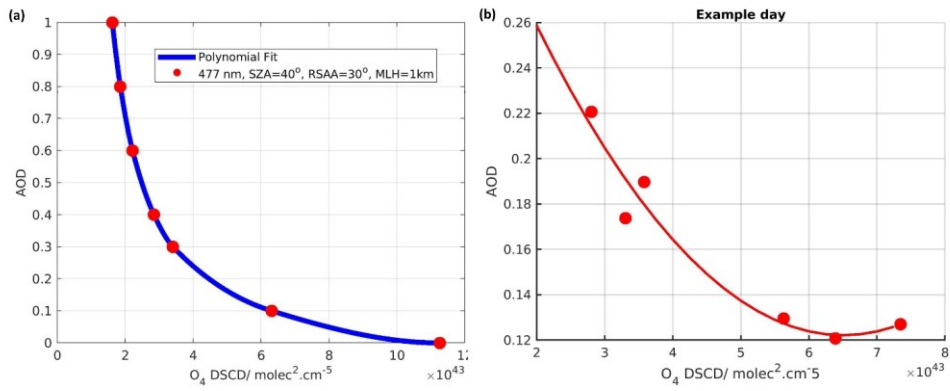 (a)
1
0.9
0.8
0.7
0.6
0.5
0.4
0.3
0.2
0.1
0
AOD
Polynomial Fit
477 nm, SZA=40°, RSAA=30°, MLH=1km
0 2 4 6 8 10 12
O4 DSCD/ molec2.cm-5
×10^43
(b)
Example day
0.26
0.24
0.22
0.2
0.18
0.16
0.14
0.12
AOD
2 3 4 5 6 7 8
O4 DSCD/ molec2.cm-5
×10^43